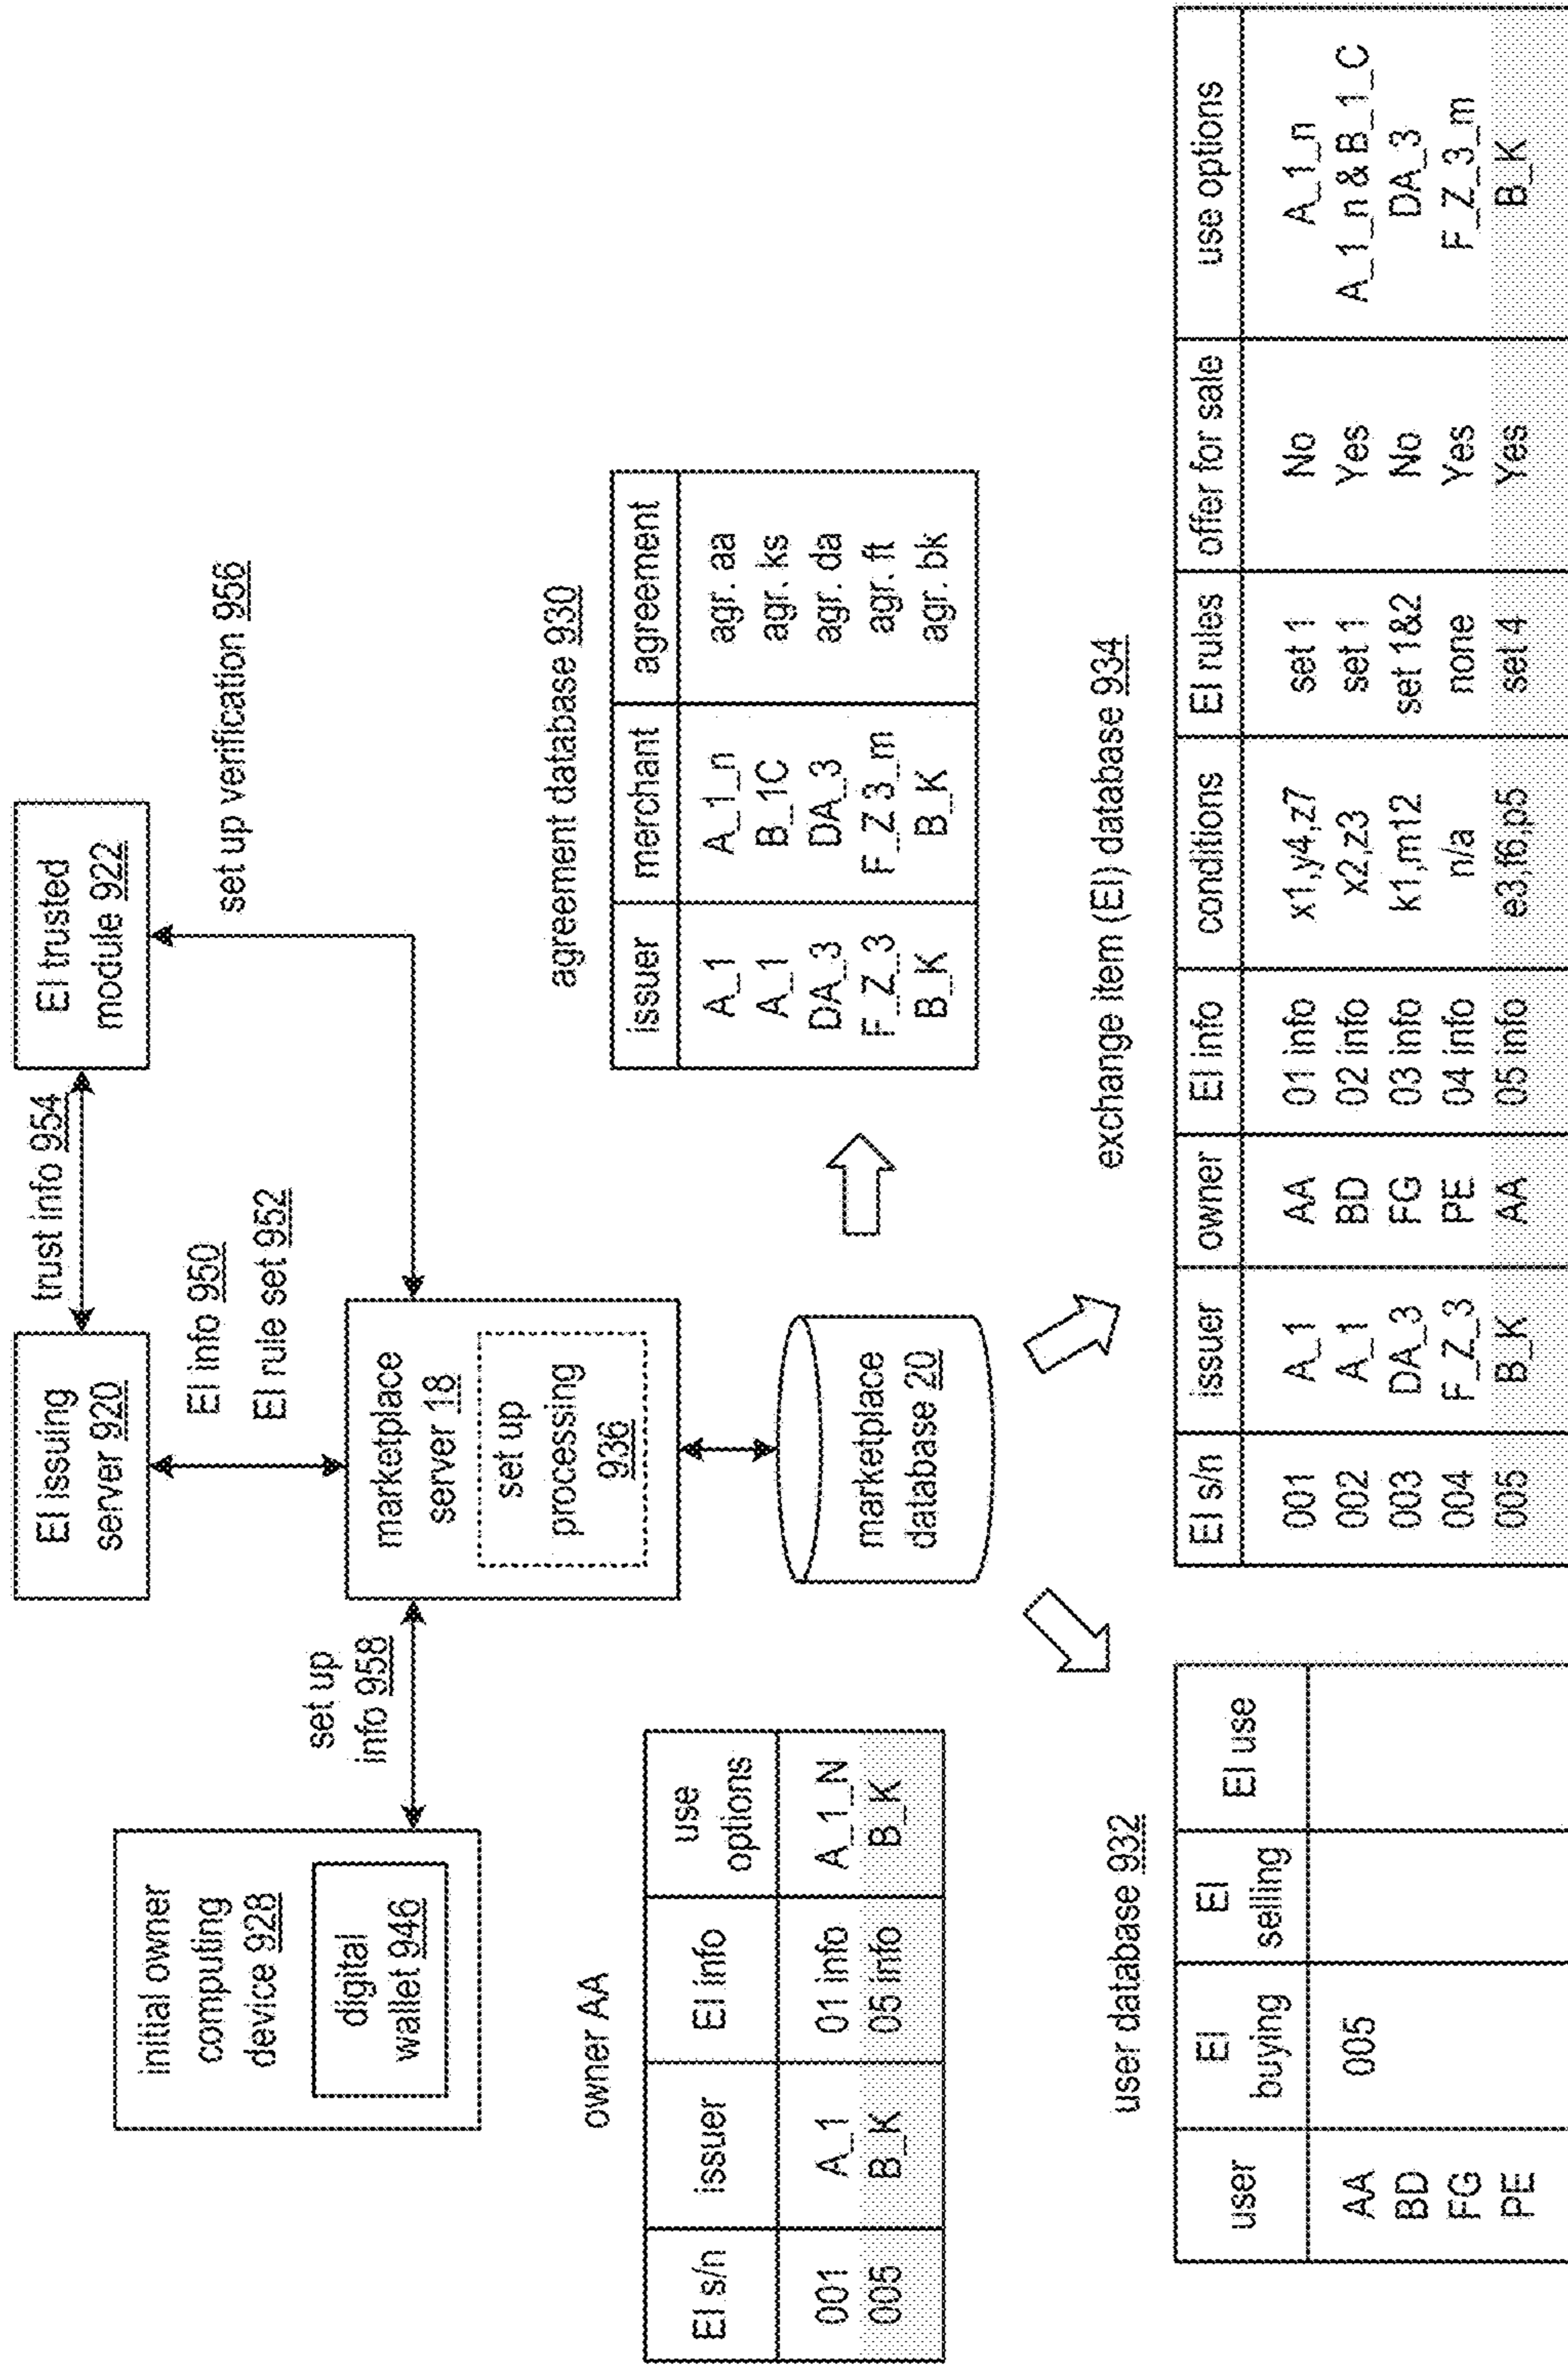 EI issuing
server 920
trust info 954
EI trusted
module 922
initial owner
computing
device 928
digital
wallet 946
set up
info 958
EI info 950
EI rule set 952
set up verification 956
marketplace
server 18
set up
processing
936
marketplace
database 20
owner AA
EI s/n issuer EI info use options
001 A_1 01 info A_1_N
005 B_K 05 info B_K
agreement database 930
issuer merchant agreement
A_1 A_1_n agr. aa
A_1 B_1C agr. ks
DA_3 DA_3 agr. da
F_Z_3 F_Z 3_m agr. ft
B_K B_K agr. bk
user database 932
user EI buying EI selling EI use
AA 005
BD
FG
PE
exchange item (EI) database 934
EI s/n issuer owner EI info conditions EI rules offer for sale use options
001 A_1 AA 01 info x1,y4,z7 set 1 No A_1_n
002 A_1 BD 02 info x2,z3 set 1 Yes A_1_n & B_1_C
003 DA_3 FG 03 info k1,m12 set 1&2 No DA_3
004 F_Z_3 PE 04 info n/a none Yes F_Z_3_m
005 B_K AA 05 info e3,f6,p5 set 4 Yes B_K